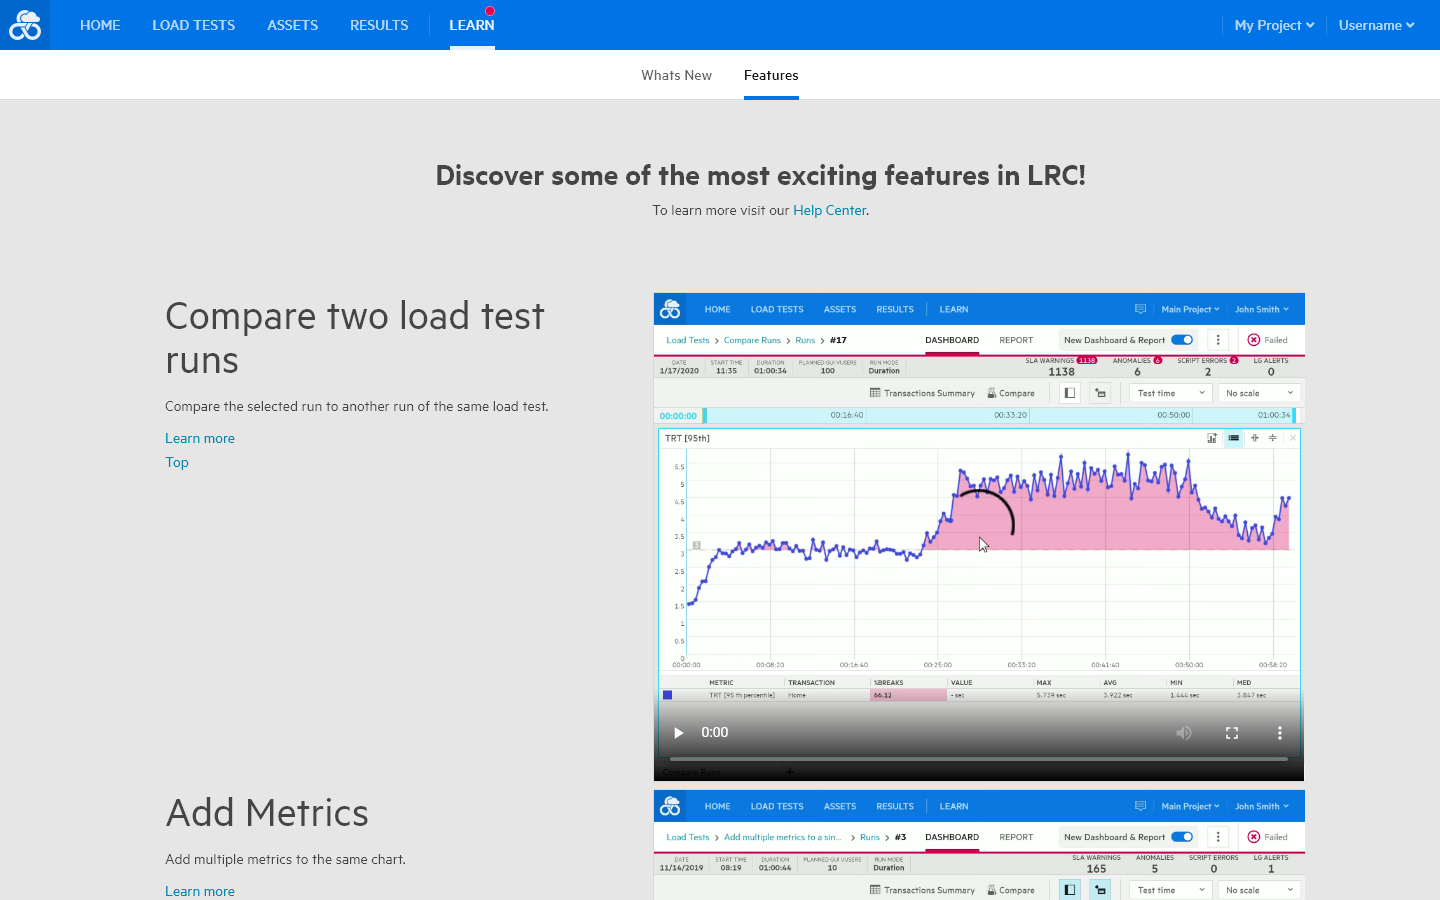 HOME LOAD TESTS ASSETS RESULTS LEARN My Project Username
Whats New Features
Discover some of the most exciting features in LRC!
To learn more visit our Help Center.
Compare two load test
runs
Compare the selected run to another run of the same load test.
Learn more
Top
HOME LOAD TESTS ASSETS RESULTS LEARN Main Project John Smith
Load Tests > Compare Runs > Runs > #17 DASHBOARD REPORT New Dashboard & Report Failed
DATE START TIME DURATION PLANNED GUI VUSERS RUN MODE SLA WARNINGS 1138 ANOMALIES 6 SCRIPT ERRORS 2 LG ALERTS
1/17/2020 11:35 01:00:34 100 Duration 1138 6 2 0
Transactions Summary Compare Test time No scale
00:00:00 00:16:40 00:33:20 00:50:00 01:00:34
TRT [95th]
5.5
5
4.5
4
3.5
3
3
2.5
2
1.5
1
0.5
0
00:00:00 00:08:20 00:16:40 00:25:00 00:33:20 00:41:40 00:50:00 00:58:20
METRIC TRANSACTION %BREAKS VALUE MAX AVG MIN MED
TRT [95 th percentile] Home 66.12 - sec 5.739 sec 3.922 sec 1.444 sec 3.847 sec
0:00
Compare Runs
Add Metrics
Add multiple metrics to the same chart.
Learn more
HOME LOAD TESTS ASSETS RESULTS LEARN Main Project John Smith
Load Tests > Add multiple metrics to a sin... > Runs > #3 DASHBOARD REPORT New Dashboard & Report Failed
DATE START TIME DURATION PLANNED GUI VUSERS RUN MODE SLA WARNINGS ANOMALIES SCRIPT ERRORS LG ALERTS
11/14/2019 08:19 01:00:44 10 Duration 165 5 0 1
Transactions Summary Compare Test time No scale